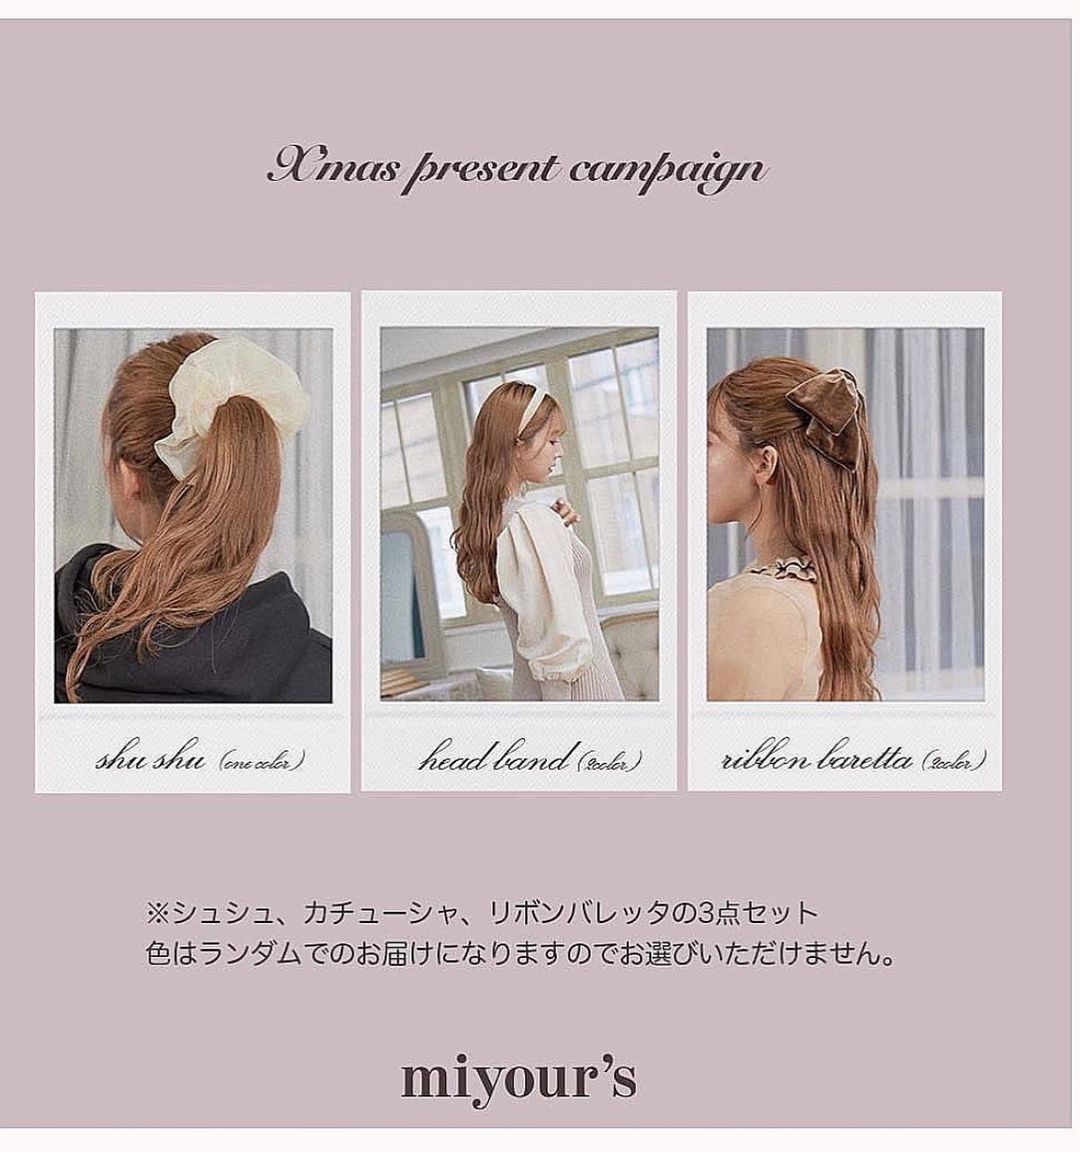 X'mas present campaign
shu shu (one color)
head band (2color)
ribbon baretta (2color)
※シュシュ、カチューシャ、リボンバレッタの3点セット
色はランダムでのお届けになりますのでお選びいただけません。
miyour's